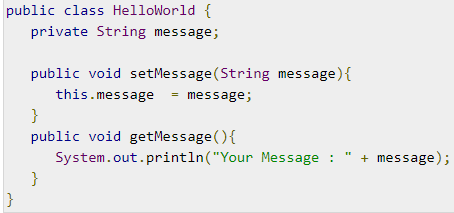 public class HelloWorld {
   private String message;

   public void setMessage(String message){
      this.message  = message;
   }
   public void getMessage(){
      System.out.println("Your Message : " + message);
   }
}